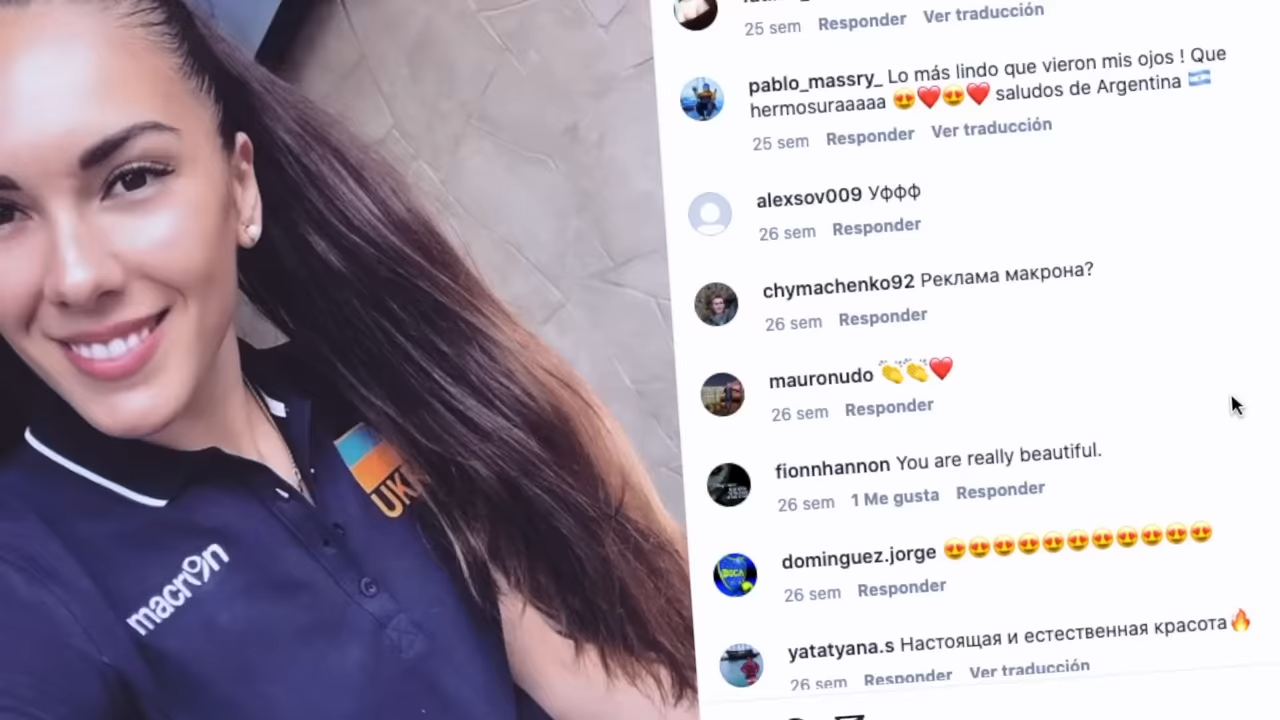 25 sem Responder Ver traducción
pablo_massry_ Lo más lindo que vieron mis ojos ! Que
hermosuraaaaa 😍❤️😍❤️ saludos de Argentina 🇦🇷
25 sem Responder Ver traducción
alexsov009 Уффф
26 sem Responder
chymachenko92 Реклама макрона?
26 sem Responder
mauronudo 👏👏❤️
26 sem Responder
fionnhannon You are really beautiful.
26 sem 1 Me gusta Responder
dominguez.jorge 😍😍😍😍😍😍😍😍😍😍😍
26 sem Responder
yatatyana.s Настоящая и естественная красота🔥
26 sem Responder Ver traducción
macron